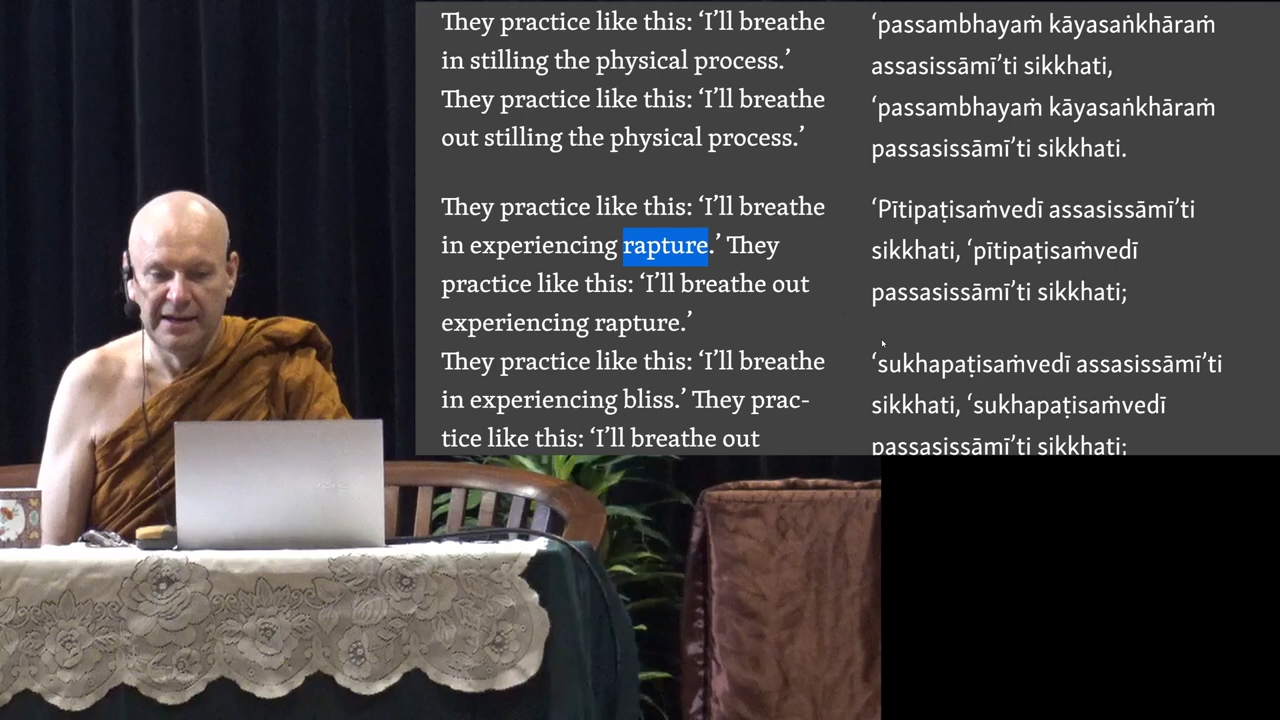 They practice like this: ‘I’ll breathe
in stilling the physical process.’
They practice like this: ‘I’ll breathe
out stilling the physical process.’
They practice like this: ‘I’ll breathe
in experiencing rapture.’ They
practice like this: ‘I’ll breathe out
experiencing rapture.’
They practice like this: ‘I’ll breathe
in experiencing bliss.’ They prac-
tice like this: ‘I’ll breathe out
‘passambhayaṁ kāyasaṅkhāraṁ
assasissāmī’ti sikkhati,
‘passambhayaṁ kāyasaṅkhāraṁ
passasissāmī’ti sikkhati.
‘Pītipaṭisaṁvedī assasissāmī’ti
sikkhati, ‘pītipaṭisaṁvedī
passasissāmī’ti sikkhati;
‘sukhapaṭisaṁvedī assasissāmī’ti
sikkhati, ‘sukhapaṭisaṁvedī
passasissāmī’ti sikkhati;